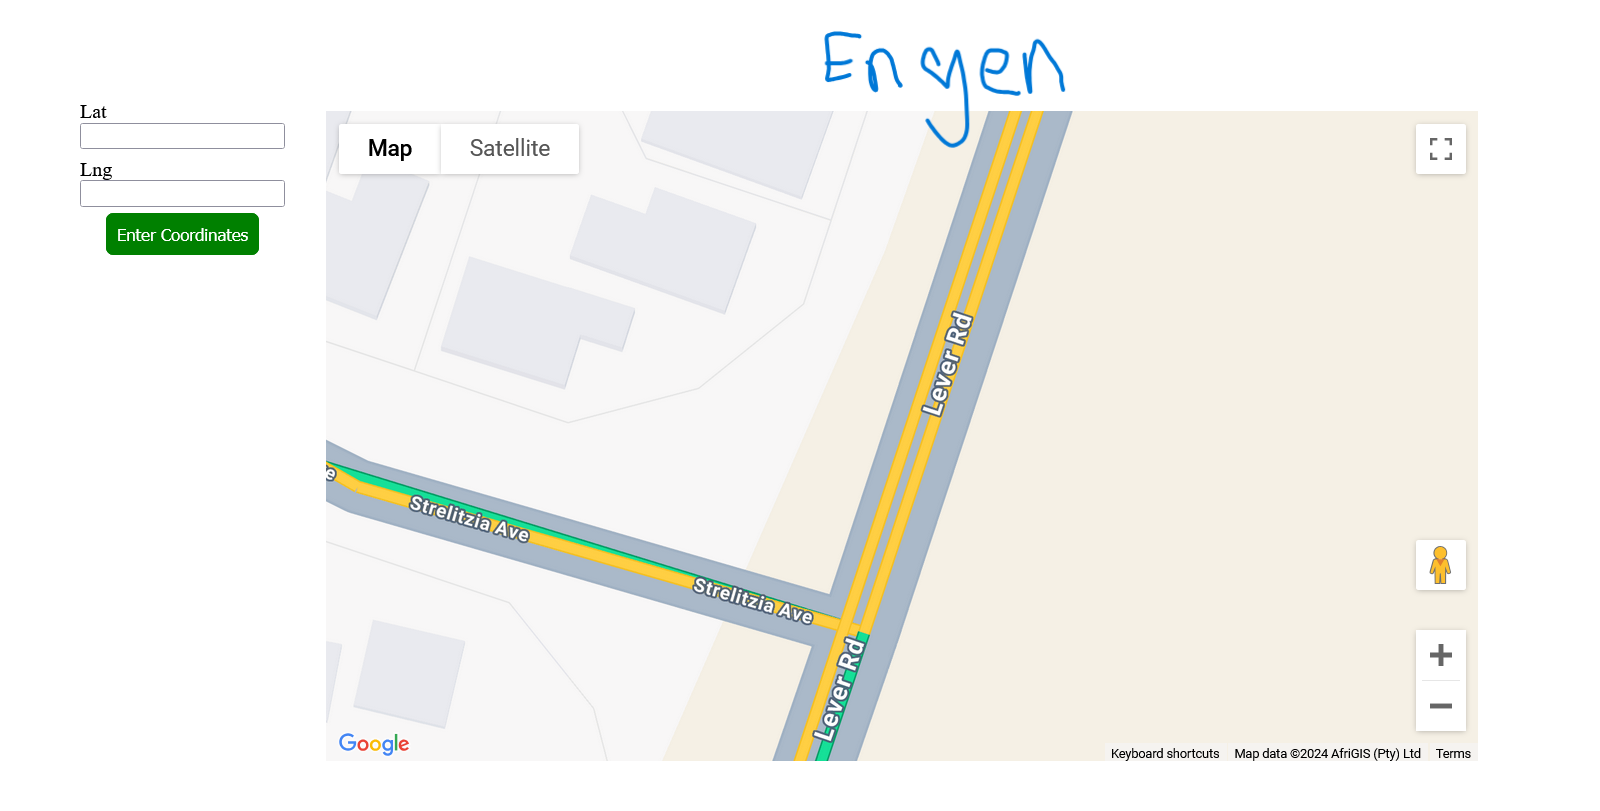 Engen
Lat
Lng
Enter Coordinates
Map
Satellite
Lever Rd
e
Strelitzia Ave
Strelitzia Ave
Lever Rd
Google
Keyboard shortcuts
Map data ©2024 AfriGIS (Pty) Ltd
Terms